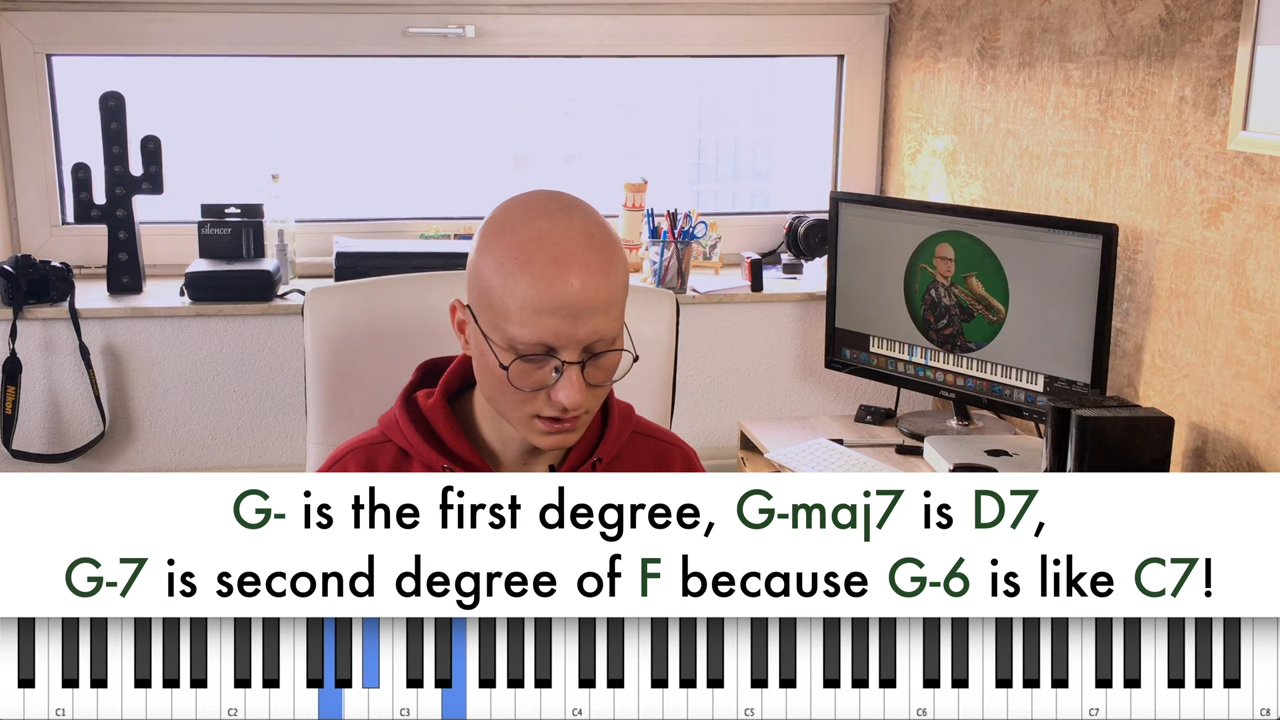 silencer
Nikon
ASUS
G- is the first degree, G-maj7 is D7,
G-7 is second degree of F because G-6 is like C7!
C1 C2 C3 C4 C5 C6 C7 C8